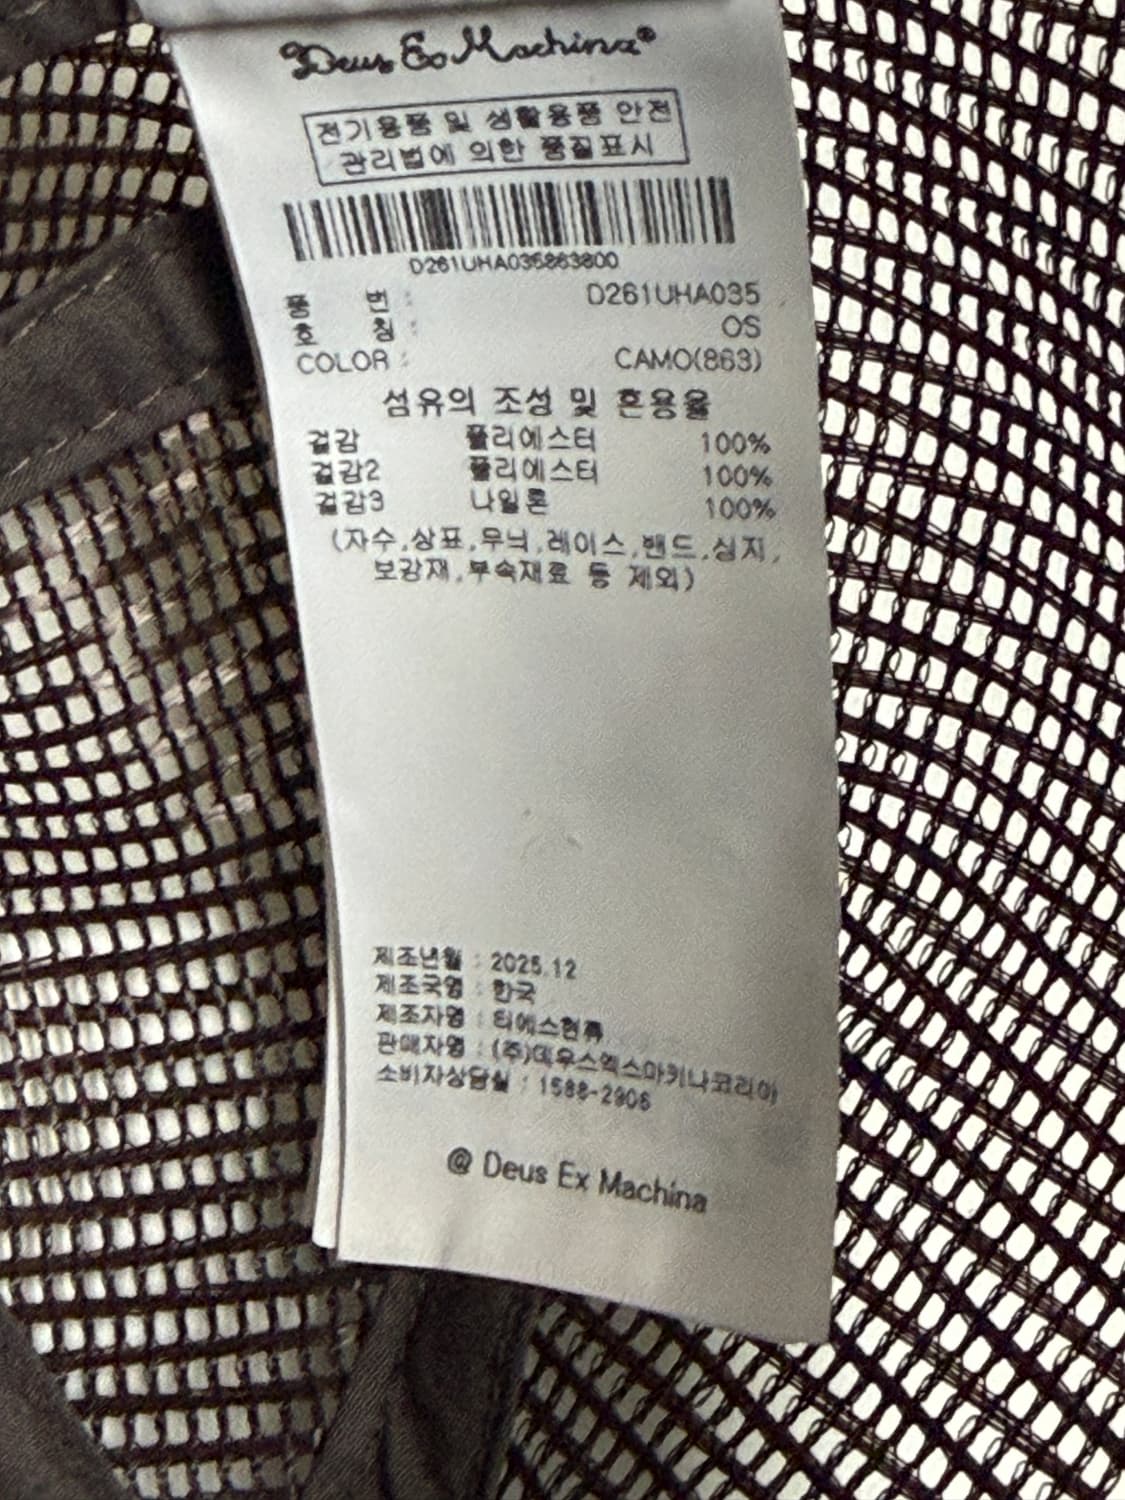 Deus Ex Machina®
전기용품 및 생활용품 안전
관리법에 의한 품질표시
D261UHA035863800
품 번 : D261UHA035
호 칭 : OS
COLOR : CAMO(863)
섬유의 조성 및 혼용율
겉감 폴리에스터 100%
겉감2 폴리에스터 100%
겉감3 나일론 100%
(자수,상표,무늬,레이스,밴드,심지,
보강재,부속재료 등 제외)
제조년월 : 2025.12
제조국명 : 한국
제조자명 : 티에스현류
판매자명 : (주)데우스엑스마키나코리아
소비자상담실 : 1588-2906
@ Deus Ex Machina